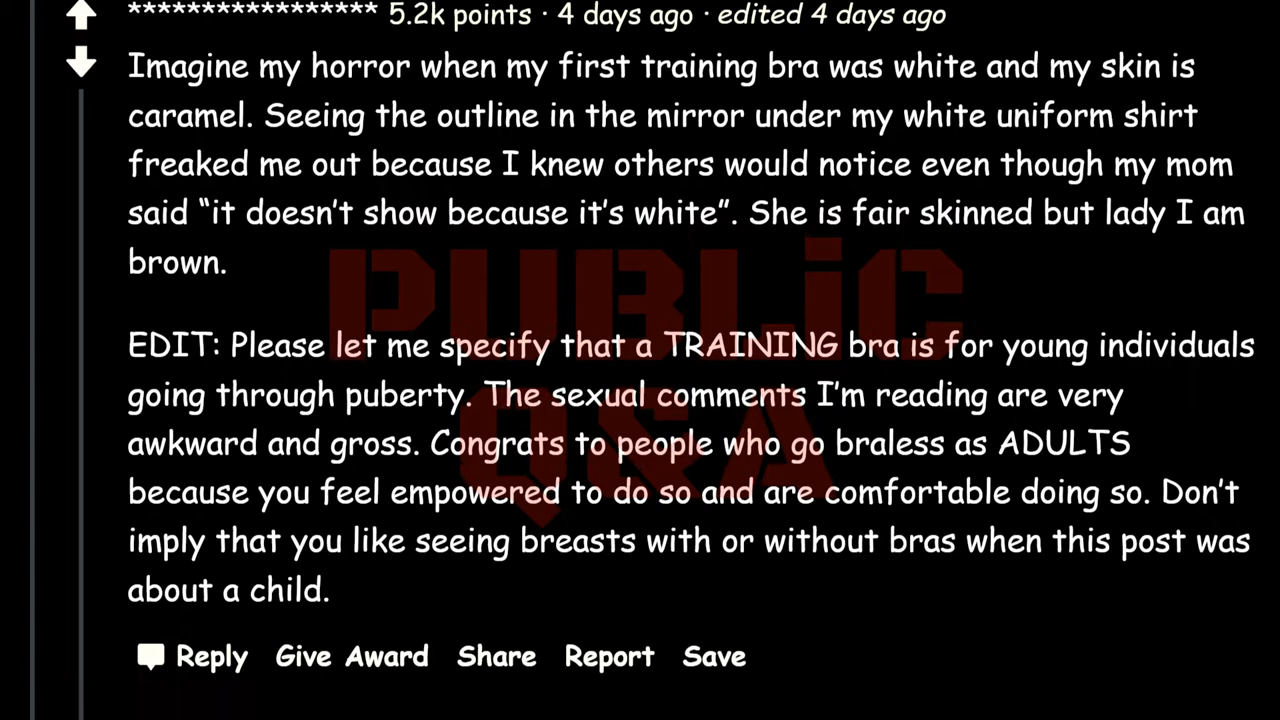 ***************** 5.2k points · 4 days ago · edited 4 days ago
Imagine my horror when my first training bra was white and my skin is
caramel. Seeing the outline in the mirror under my white uniform shirt
freaked me out because I knew others would notice even though my mom
said “it doesn’t show because it’s white”. She is fair skinned but lady I am
brown.
PUBLiC
Q&A
EDIT: Please let me specify that a TRAINING bra is for young individuals
going through puberty. The sexual comments I’m reading are very
awkward and gross. Congrats to people who go braless as ADULTS
because you feel empowered to do so and are comfortable doing so. Don’t
imply that you like seeing breasts with or without bras when this post was
about a child.
Reply Give Award Share Report Save